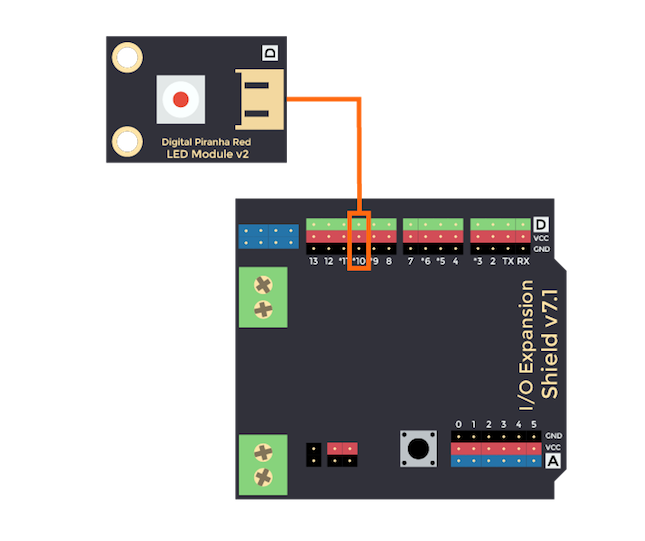 D
Digital Piranha Red
LED Module v2
D
VCC
GND
13 12 *11 *10 *9 8 7 *6 *5 4 *3 2 TX RX
I/O Expansion
Shield v7.1
0 1 2 3 4 5
GND
VCC
A